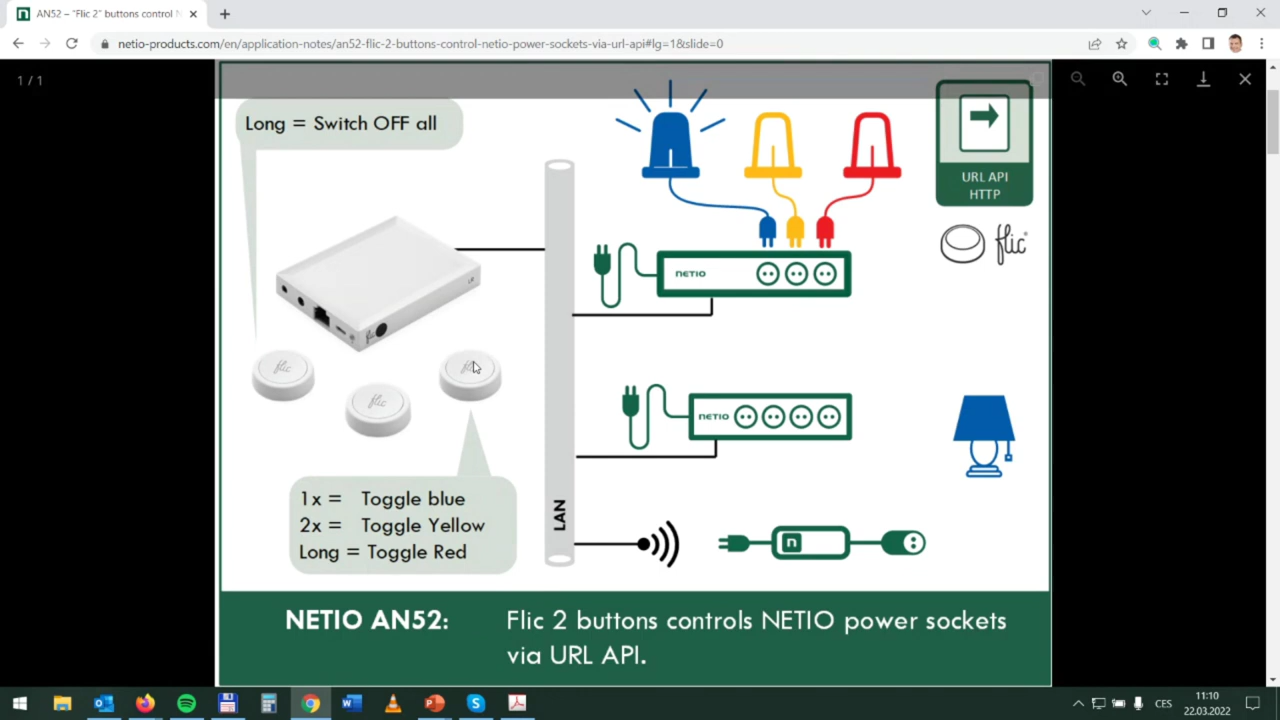 AN52 – "Flic 2" buttons control N
netio-products.com/en/application-notes/an52-flic-2-buttons-control-netio-power-sockets-via-url-api#lg=1&slide=0
1 / 1
Long = Switch OFF all
URL API
HTTP
flic
NETIO
flic
flic
flic
NETIO
1x = Toggle blue
2x = Toggle Yellow
Long = Toggle Red
LAN
n
NETIO AN52: Flic 2 buttons controls NETIO power sockets
via URL API.
CES
11:10
22.03.2022